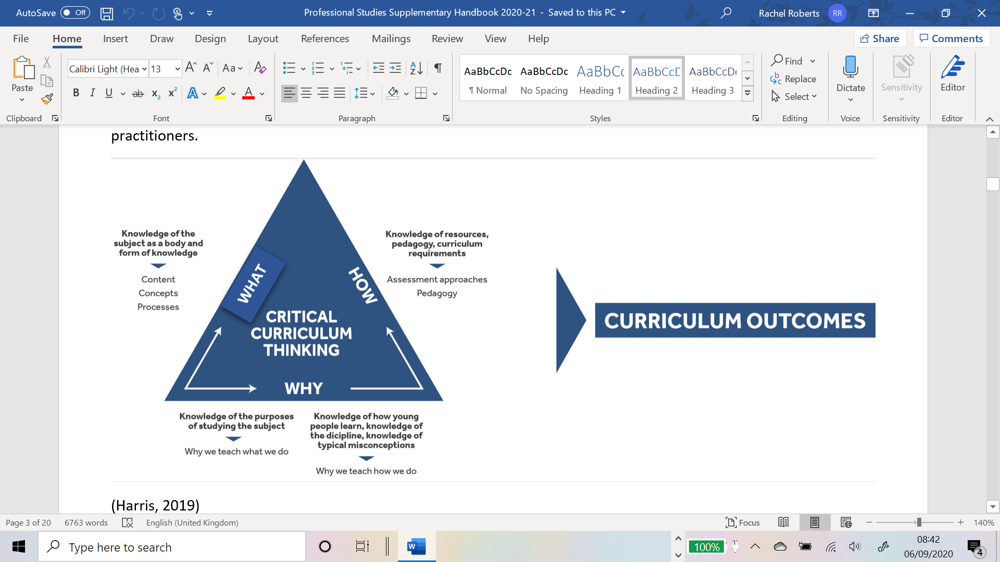 AutoSave Off
Professional Studies Supplementary Handbook 2020-21 - Saved to this PC
Rachel Roberts RR
File Home Insert Draw Design Layout References Mailings Review View Help
Share Comments
Paste
Clipboard
Calibri Light (Hea 13
Aa
B I U ab x2 x2 A A
Font
Paragraph
AaBbCcDc AaBbCcDc AaBbCc AaBbCcD AaBbCcDc
¶ Normal No Spacing Heading 1 Heading 2 Heading 3
Styles
Find
Replace
Select
Editing
Dictate
Voice
Sensitivity
Sensitivity
Editor
Editor
practitioners.
Knowledge of the
subject as a body and
form of knowledge
Content
Concepts
Processes
WHAT
HOW
Knowledge of resources,
pedagogy, curriculum
requirements
Assessment approaches
Pedagogy
CRITICAL
CURRICULUM
THINKING
WHY
CURRICULUM OUTCOMES
Knowledge of the purposes
of studying the subject
Why we teach what we do
Knowledge of how young
people learn, knowledge of
the dicipline, knowledge of
typical misconceptions
Why we teach how we do
(Harris, 2019)
Page 3 of 20 6763 words English (United Kingdom)
Focus 140%
Type here to search
W
100%
08:42
06/09/2020
4